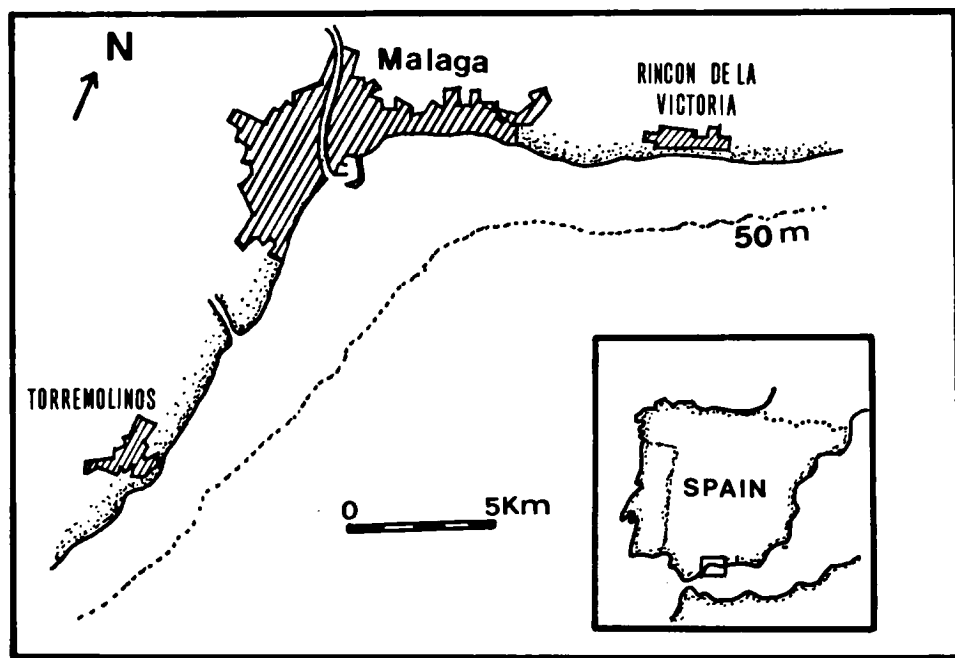 N
Malaga
RINCON DE LA
VICTORIA
50 m
TORREMOLINOS
0 5Km
SPAIN